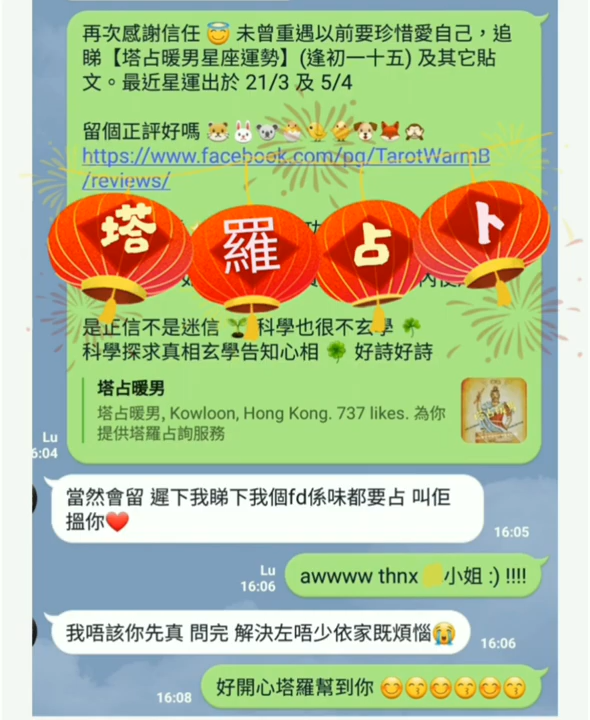 再次感謝信任 😇 未曾重遇以前要珍惜愛自己，追
睇【塔占暖男星座運勢】(逢初一十五) 及其它貼
文。最近星運出於 21/3 及 5/4
留個正評好嗎 🐹🐰🐨🐣🐤🐥🐶🦊🙊
https://www.facebook.com/pg/TarotWarmB
/reviews/
塔羅占卜
是正信不是迷信 🌱 科學也很不玄學 ☘️
科學探求真相玄學告知心相 🍀 好詩好詩
塔占暖男
塔占暖男, Kowloon, Hong Kong. 737 likes. 為你
提供塔羅占詢服務
Lu
6:04
當然會留 遲下我睇下我個fd係味都要占 叫佢
搵你❤️
16:05
Lu
16:06
awwww thnx 小姐 :) !!!!
我唔該你先真 問完 解決左唔少依家既煩惱😭
16:06
16:08
好開心塔羅幫到你 😊😙😊😙😊😙